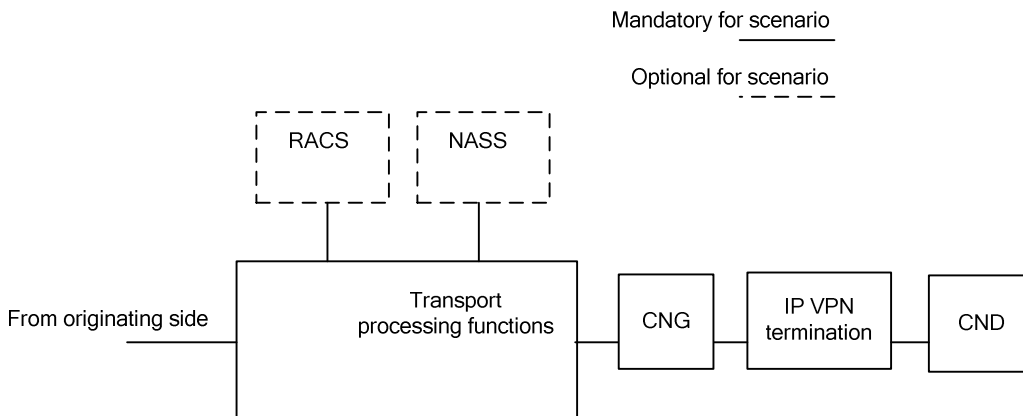 Mandatory for scenario
Optional for scenario
RACS
NASS
From originating side
Transport
processing functions
CNG
IP VPN
termination
CND